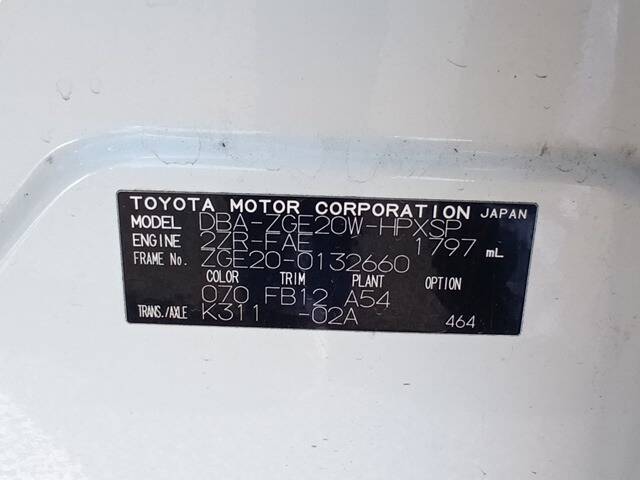 TOYOTA MOTOR CORPORATION JAPAN
MODEL DBA-ZGE20W-HPXSP
ENGINE 2ZR-FAE 1797 mL
FRAME No. ZGE20-0132660
COLOR TRIM PLANT OPTION
070 FB12 A54
TRANS./AXLE K311 -02A 464